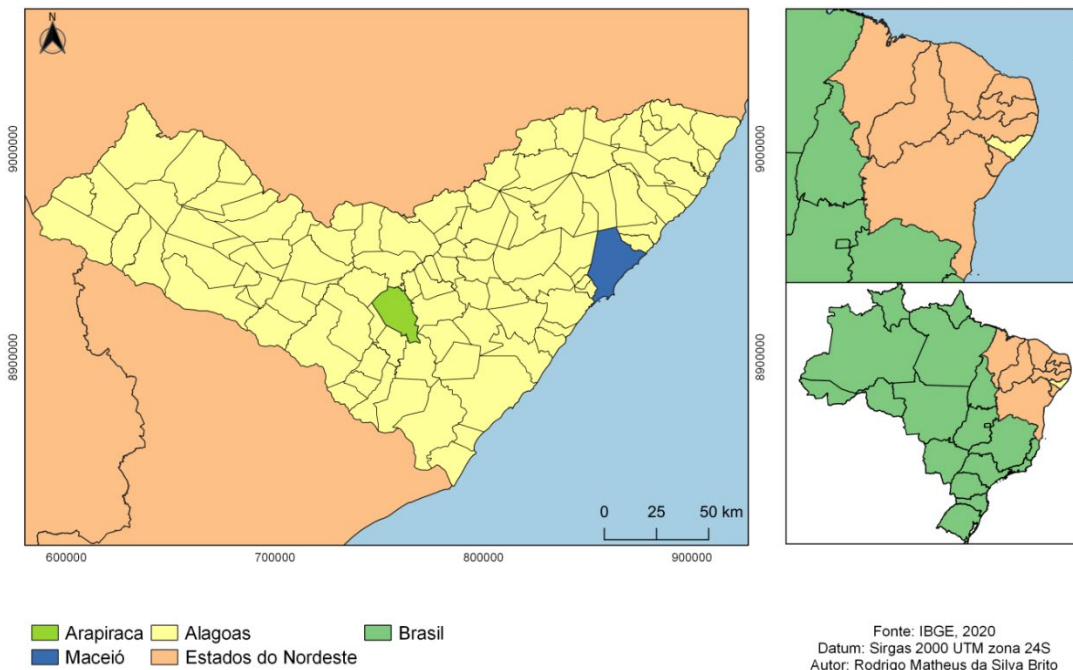 N
9000000
8900000
9000000
8900000
0 25 50 km
600000 700000 800000 900000
Arapiraca Alagoas Brasil
Maceió Estados do Nordeste
Fonte: IBGE, 2020
Datum: Sirgas 2000 UTM zona 24S
Autor: Rodrigo Matheus da Silva Brito